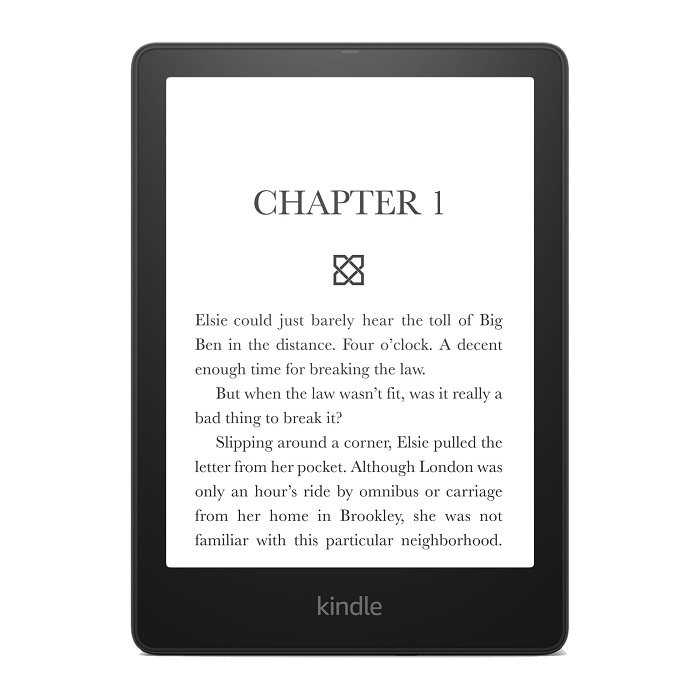 CHAPTER 1
Elsie could just barely hear the toll of Big
Ben in the distance. Four o’clock. A decent
enough time for breaking the law.
But when the law wasn’t fit, was it really a
bad thing to break it?
Slipping around a corner, Elsie pulled the
letter from her pocket. Although London was
only an hour’s ride by omnibus or carriage
from her home in Brookley, she was not
familiar with this particular neighborhood.
kindle